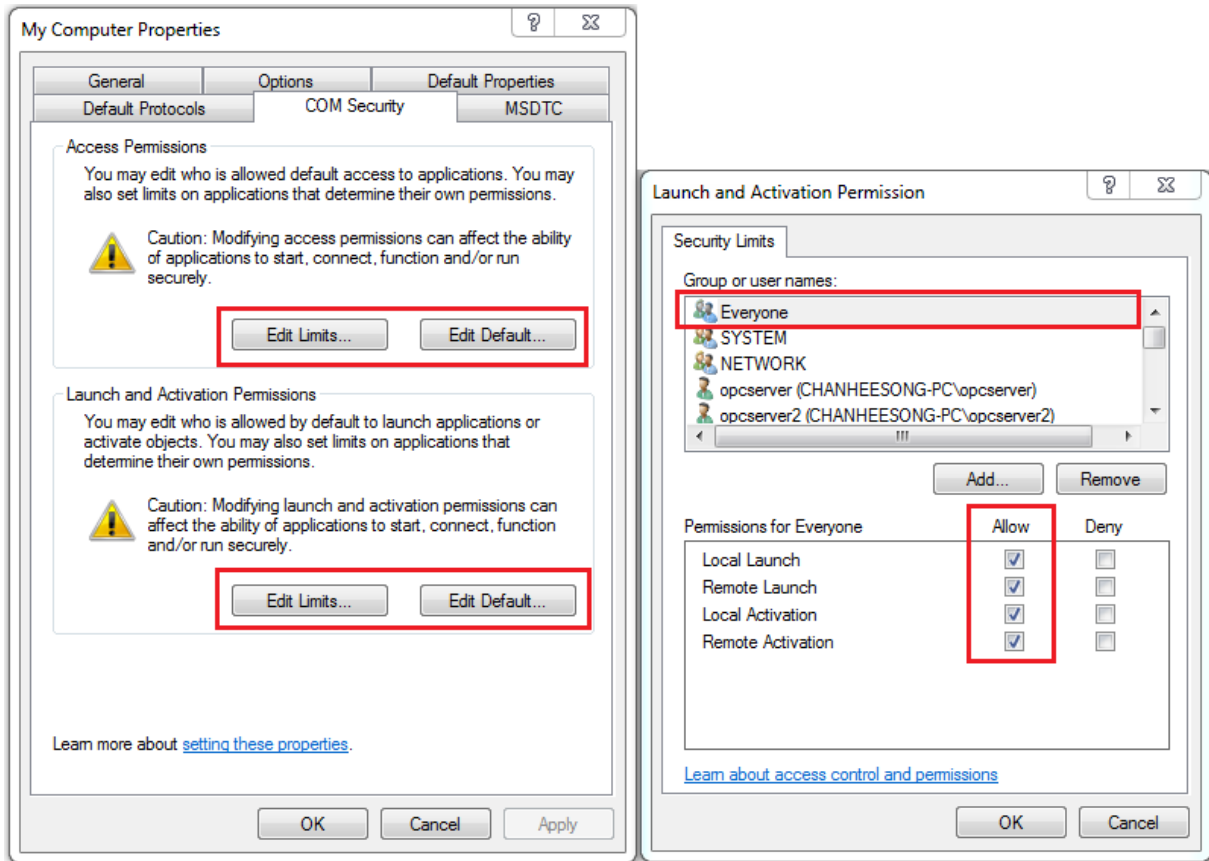 My Computer Properties
General Options Default Properties
Default Protocols COM Security MSDTC
Access Permissions
You may edit who is allowed default access to applications. You may
also set limits on applications that determine their own permissions.
Caution: Modifying access permissions can affect the ability
of applications to start, connect, function and/or run
securely.
Edit Limits... Edit Default...
Launch and Activation Permissions
You may edit who is allowed by default to launch applications or
activate objects. You may also set limits on applications that
determine their own permissions.
Caution: Modifying launch and activation permissions can
affect the ability of applications to start, connect, function
and/or run securely.
Edit Limits... Edit Default...
Learn more about setting these properties.
OK Cancel Apply
Launch and Activation Permission
Security Limits
Group or user names:
Everyone
SYSTEM
NETWORK
opcserver (CHANHEESONG-PC\opcserver)
opcserver2 (CHANHEESONG-PC\opcserver2)
Add... Remove
Permissions for Everyone Allow Deny
Local Launch
Remote Launch
Local Activation
Remote Activation
Learn about access control and permissions
OK Cancel